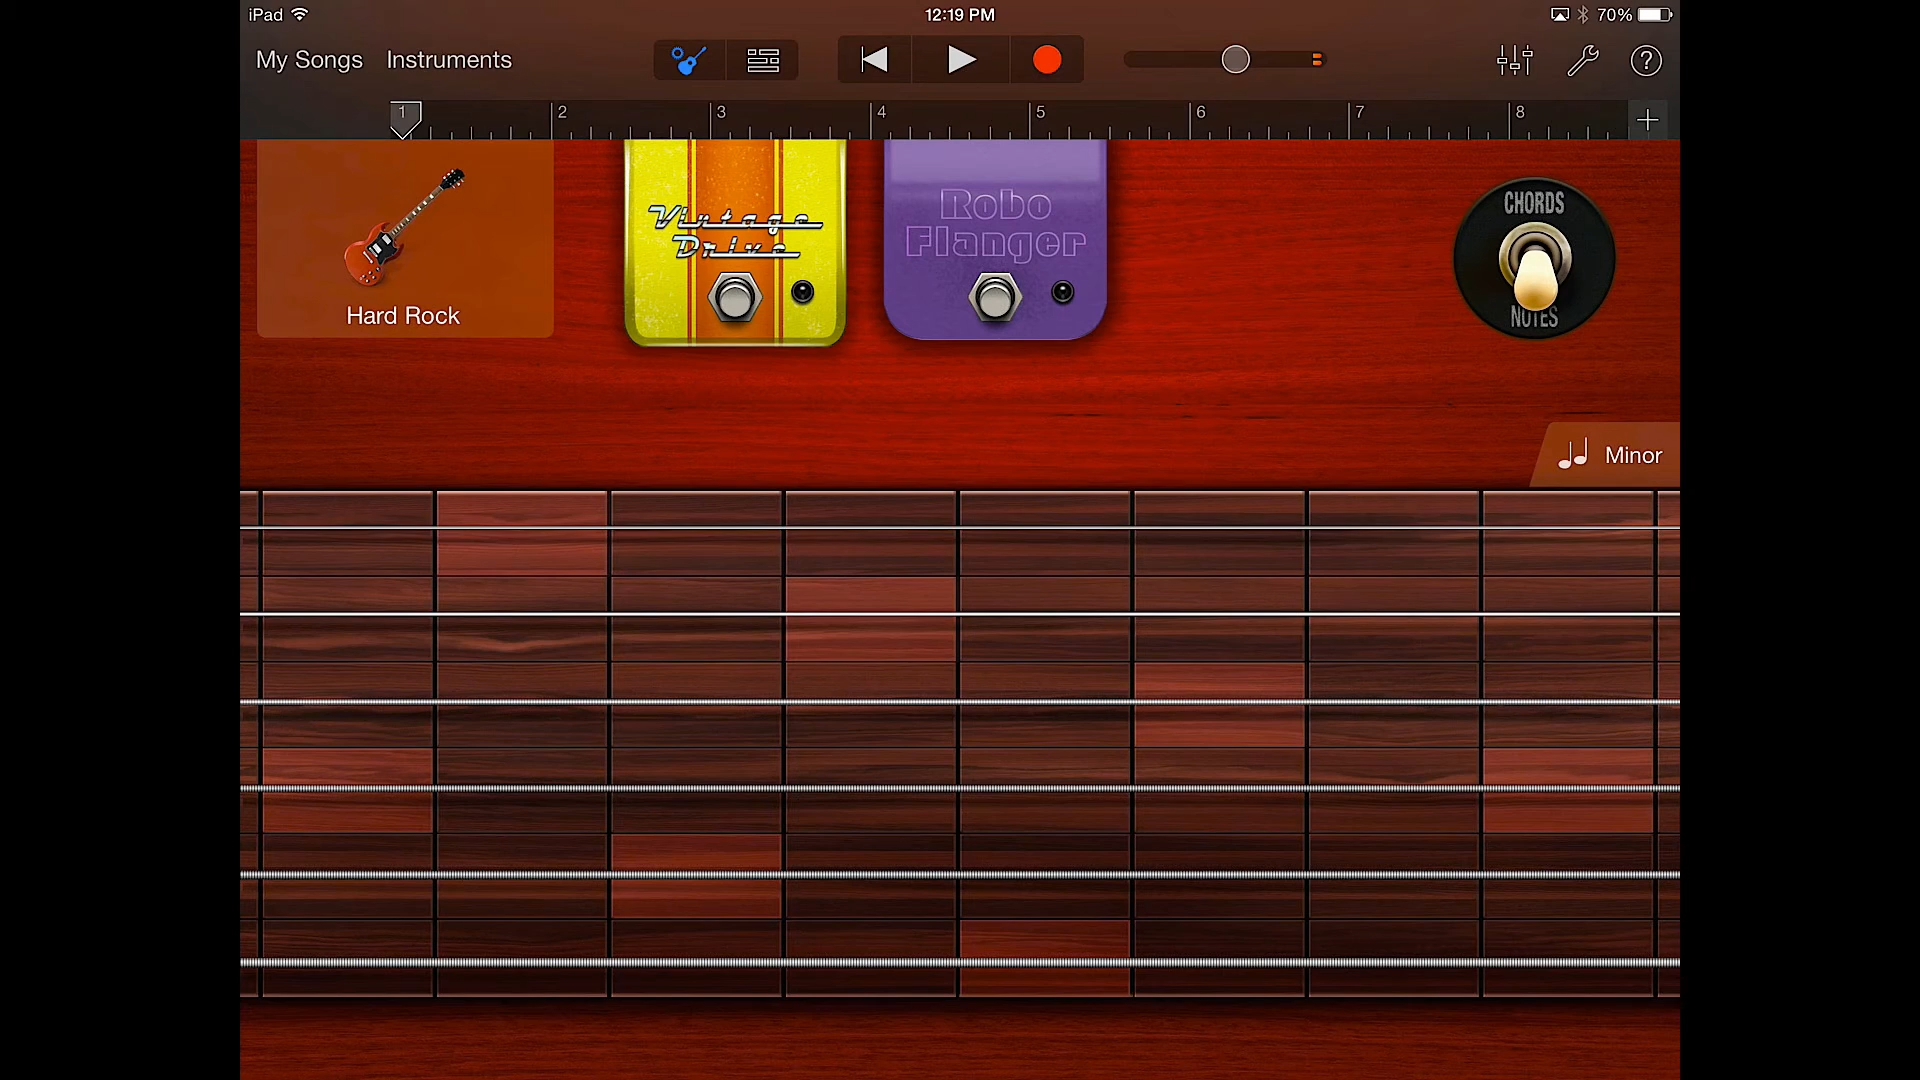 iPad 12:19 PM 70%
My Songs Instruments ?
1 2 3 4 5 6 7 8 +
Vintage
Drive
Robo
Flanger
CHORDS
NOTES
Hard Rock
Minor